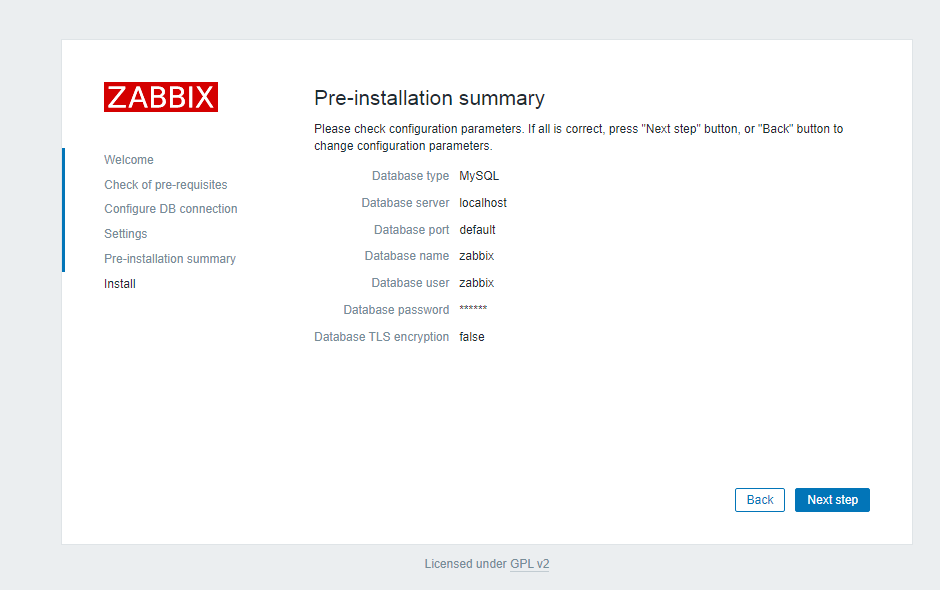 ZABBIX
Welcome
Check of pre-requisites
Configure DB connection
Settings
Pre-installation summary
Install
Pre-installation summary
Please check configuration parameters. If all is correct, press "Next step" button, or "Back" button to
change configuration parameters.
Database type MySQL
Database server localhost
Database port default
Database name zabbix
Database user zabbix
Database password ******
Database TLS encryption false
Back Next step
Licensed under GPL v2